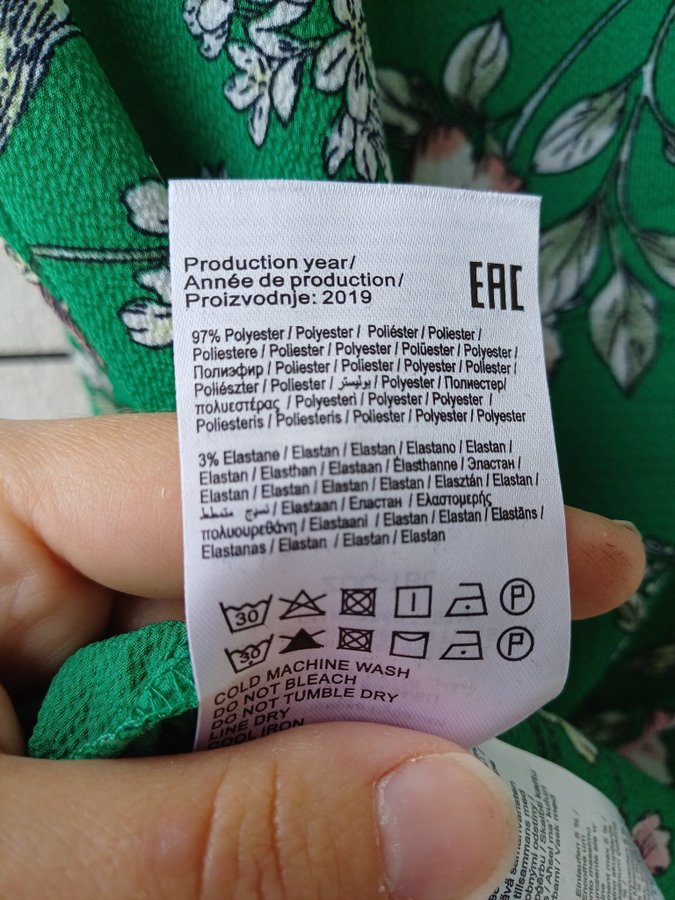 Production year/
Année de production/
Proizvodnje: 2019
EAC
97% Polyester / Polyester / Poliéster / Poliester /
Poliestere / Poliester / Polyester / Polüester / Polyester /
Полиэфир / Poliester / Polyester / Polyester / Poliester /
Poliészter / Poliester / بوليستر / Polyester / Полиестер/
πολυεστέρας / Polyesteri / Polyester / Polyester /
Poliesteris / Poliesteris / Poliester / Polyester / Polyester
3% Elastane / Elastan / Elastan / Elastano / Elastan /
Elastan / Elasthan / Elastaan / Élasthanne / Эластан /
Elastan / Elastan / Elastan / Elastan / Elasztán / Elastan /
نسيج متمطط / Elastaan / Еластан / Ελαστομερής
πολυουρεθάνη / Elastaani / Elastan / Elastan / Elastāns /
Elastanas / Elastan / Elastan / Elastan
30 P
30 P
COLD MACHINE WASH
DO NOT BLEACH
DO NOT TUMBLE DRY
LINE DRY
COOL IRON